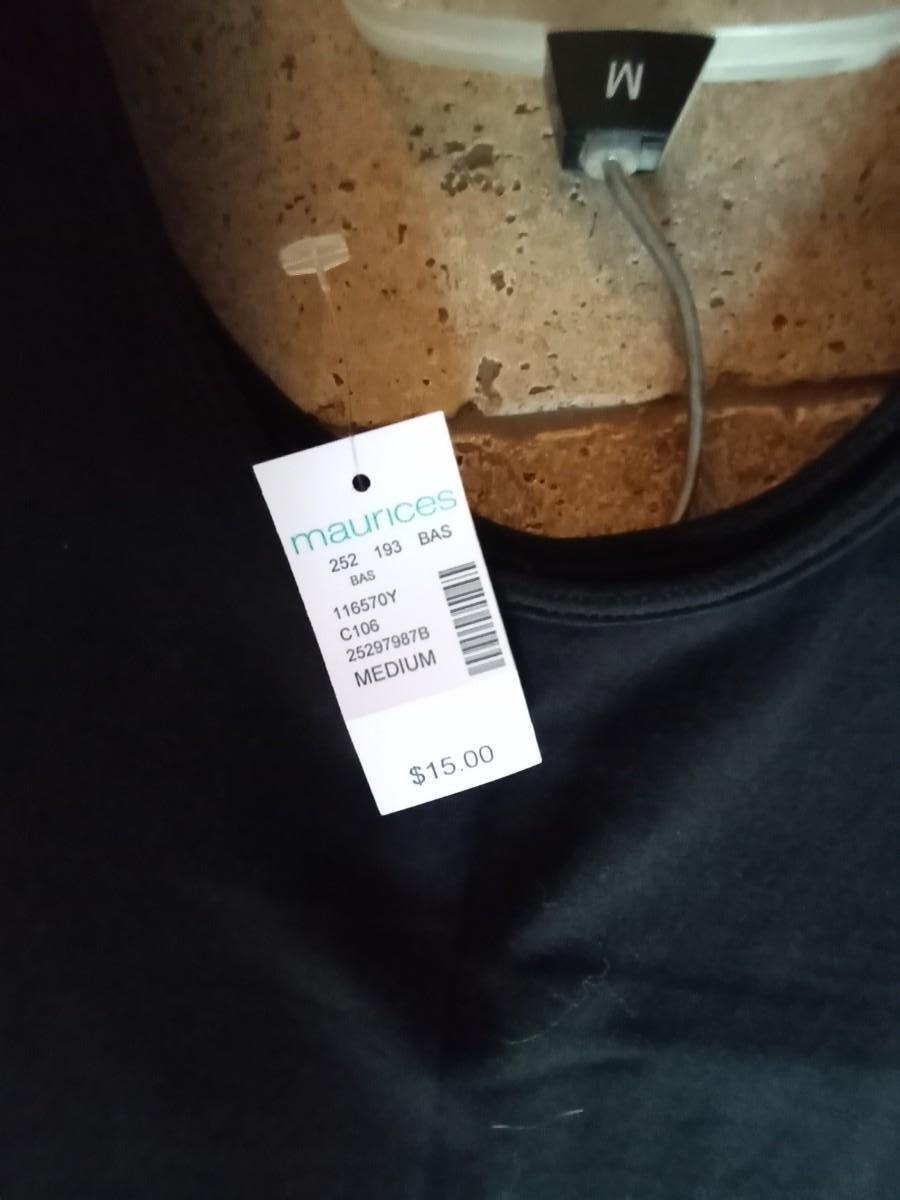 M
maurices
252 193 BAS
BAS
116570Y
C106
25297987B
MEDIUM
$15.00